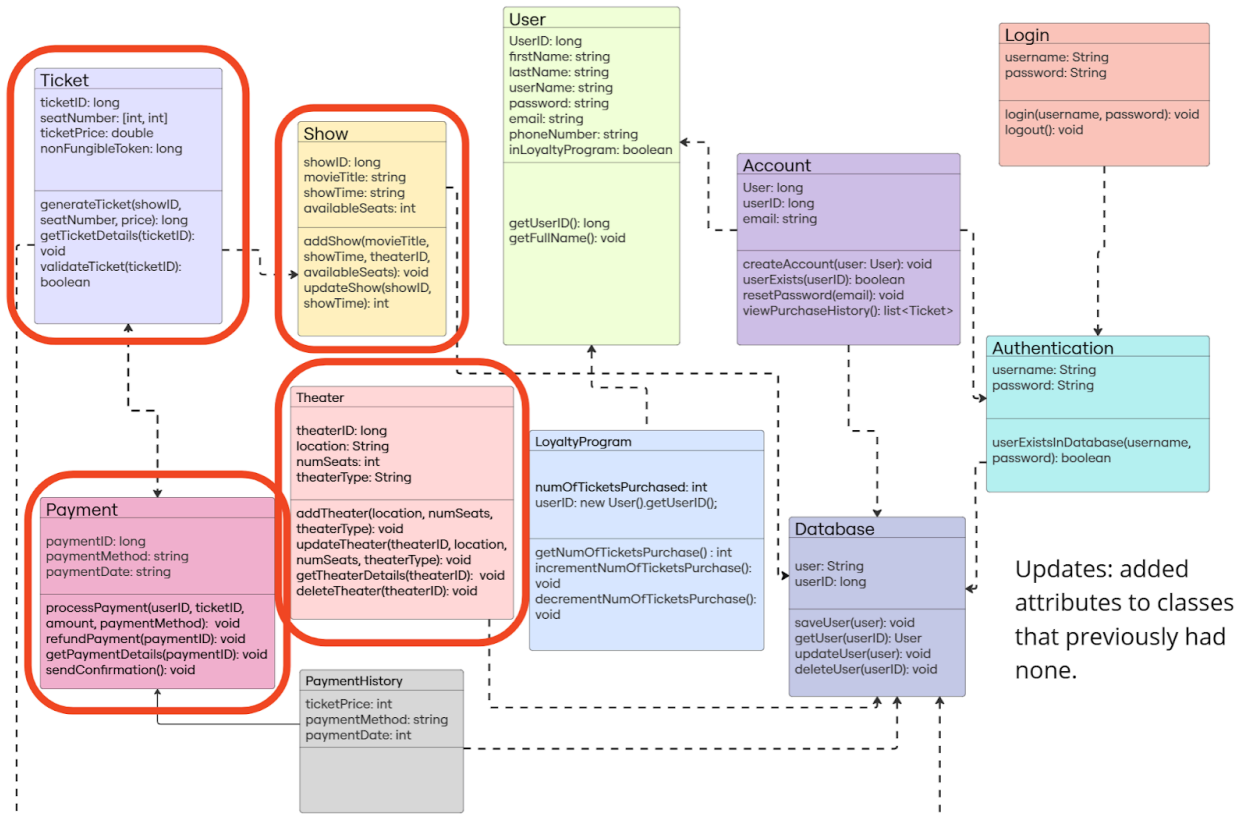 Ticket
ticketID: long
seatNumber: [int, int]
ticketPrice: double
nonFungibleToken: long
generateTicket(showID,
seatNumber, price): long
getTicketDetails(ticketID):
void
validateTicket(ticketID):
boolean
Show
showID: long
movieTitle: string
showTime: string
availableSeats: int
addShow(movieTitle,
showTime, theaterID,
availableSeats): void
updateShow(showID,
showTime): int
User
UserID: long
firstName: string
lastName: string
userName: string
password: string
email: string
phoneNumber: string
inLoyaltyProgram: boolean
getUserID(): long
getFullName(): void
Account
User: long
userID: long
email: string
createAccount(user: User): void
userExists(userID): boolean
resetPassword(email): void
viewPurchaseHistory(): list<Ticket>
Login
username: String
password: String
login(username, password): void
logout(): void
Authentication
username: String
password: String
userExistsInDatabase(username,
password): boolean
Theater
theaterID: long
location: String
numSeats: int
theaterType: String
addTheater(location, numSeats,
theaterType): void
updateTheater(theaterID, location,
numSeats, theaterType): void
getTheaterDetails(theaterID): void
deleteTheater(theaterID): void
LoyaltyProgram
numOfTicketsPurchased: int
userID: new User().getUserID();
getNumOfTicketsPurchase() : int
incrementNumOfTicketsPurchase():
void
decrementNumOfTicketsPurchase():
void
Payment
paymentID: long
paymentMethod: string
paymentDate: string
processPayment(userID, ticketID,
amount, paymentMethod): void
refundPayment(paymentID): void
getPaymentDetails(paymentID): void
sendConfirmation(): void
Database
user: String
userID: long
saveUser(user): void
getUser(userID): User
updateUser(user): void
deleteUser(userID): void
PaymentHistory
ticketPrice: int
paymentMethod: string
paymentDate: int
Updates: added
attributes to classes
that previously had
none.